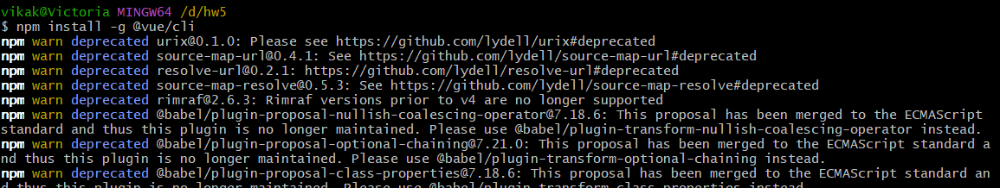 vikak@Victoria MINGW64 /d/hw5
$ npm install -g @vue/cli
npm warn deprecated urix@0.1.0: Please see https://github.com/lydell/urix#deprecated
npm warn deprecated source-map-url@0.4.1: See https://github.com/lydell/source-map-url#deprecated
npm warn deprecated resolve-url@0.2.1: https://github.com/lydell/resolve-url#deprecated
npm warn deprecated source-map-resolve@0.5.3: See https://github.com/lydell/source-map-resolve#deprecated
npm warn deprecated rimraf@2.6.3: Rimraf versions prior to v4 are no longer supported
npm warn deprecated @babel/plugin-proposal-nullish-coalescing-operator@7.18.6: This proposal has been merged to the ECMAScript
standard and thus this plugin is no longer maintained. Please use @babel/plugin-transform-nullish-coalescing-operator instead.
npm warn deprecated @babel/plugin-proposal-optional-chaining@7.21.0: This proposal has been merged to the ECMAScript standard a
nd thus this plugin is no longer maintained. Please use @babel/plugin-transform-optional-chaining instead.
npm warn deprecated @babel/plugin-proposal-class-properties@7.18.6: This proposal has been merged to the ECMAScript standard an
d thus this plugin is no longer maintained. Please use @babel/plugin-transform-class-properties instead.